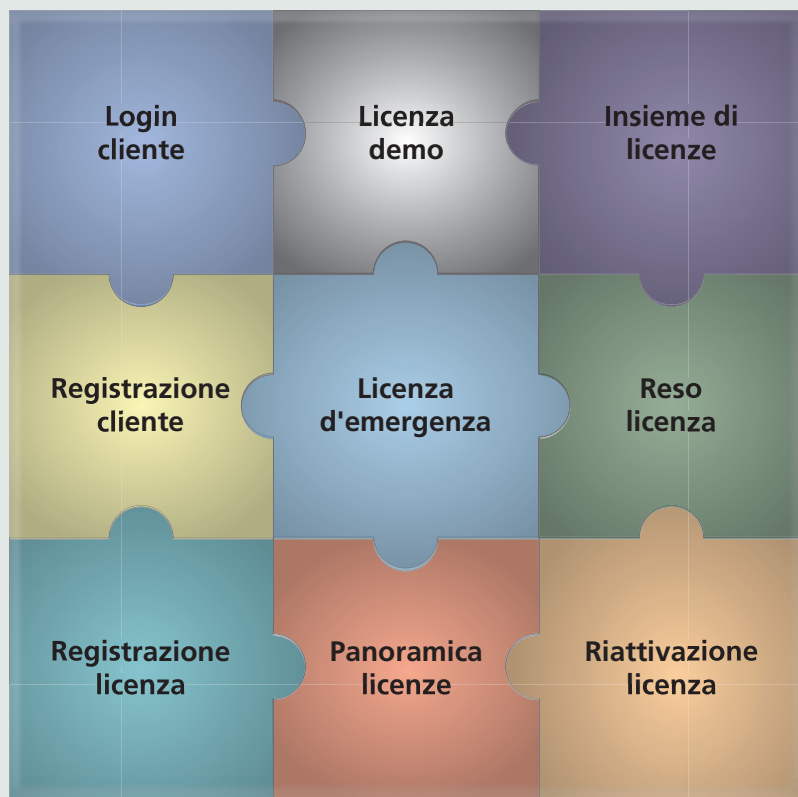 Login
cliente
Licenza
demo
Insieme di
licenze
Registrazione
cliente
Licenza
d'emergenza
Reso
licenza
Registrazione
licenza
Panoramica
licenze
Riattivazione
licenza